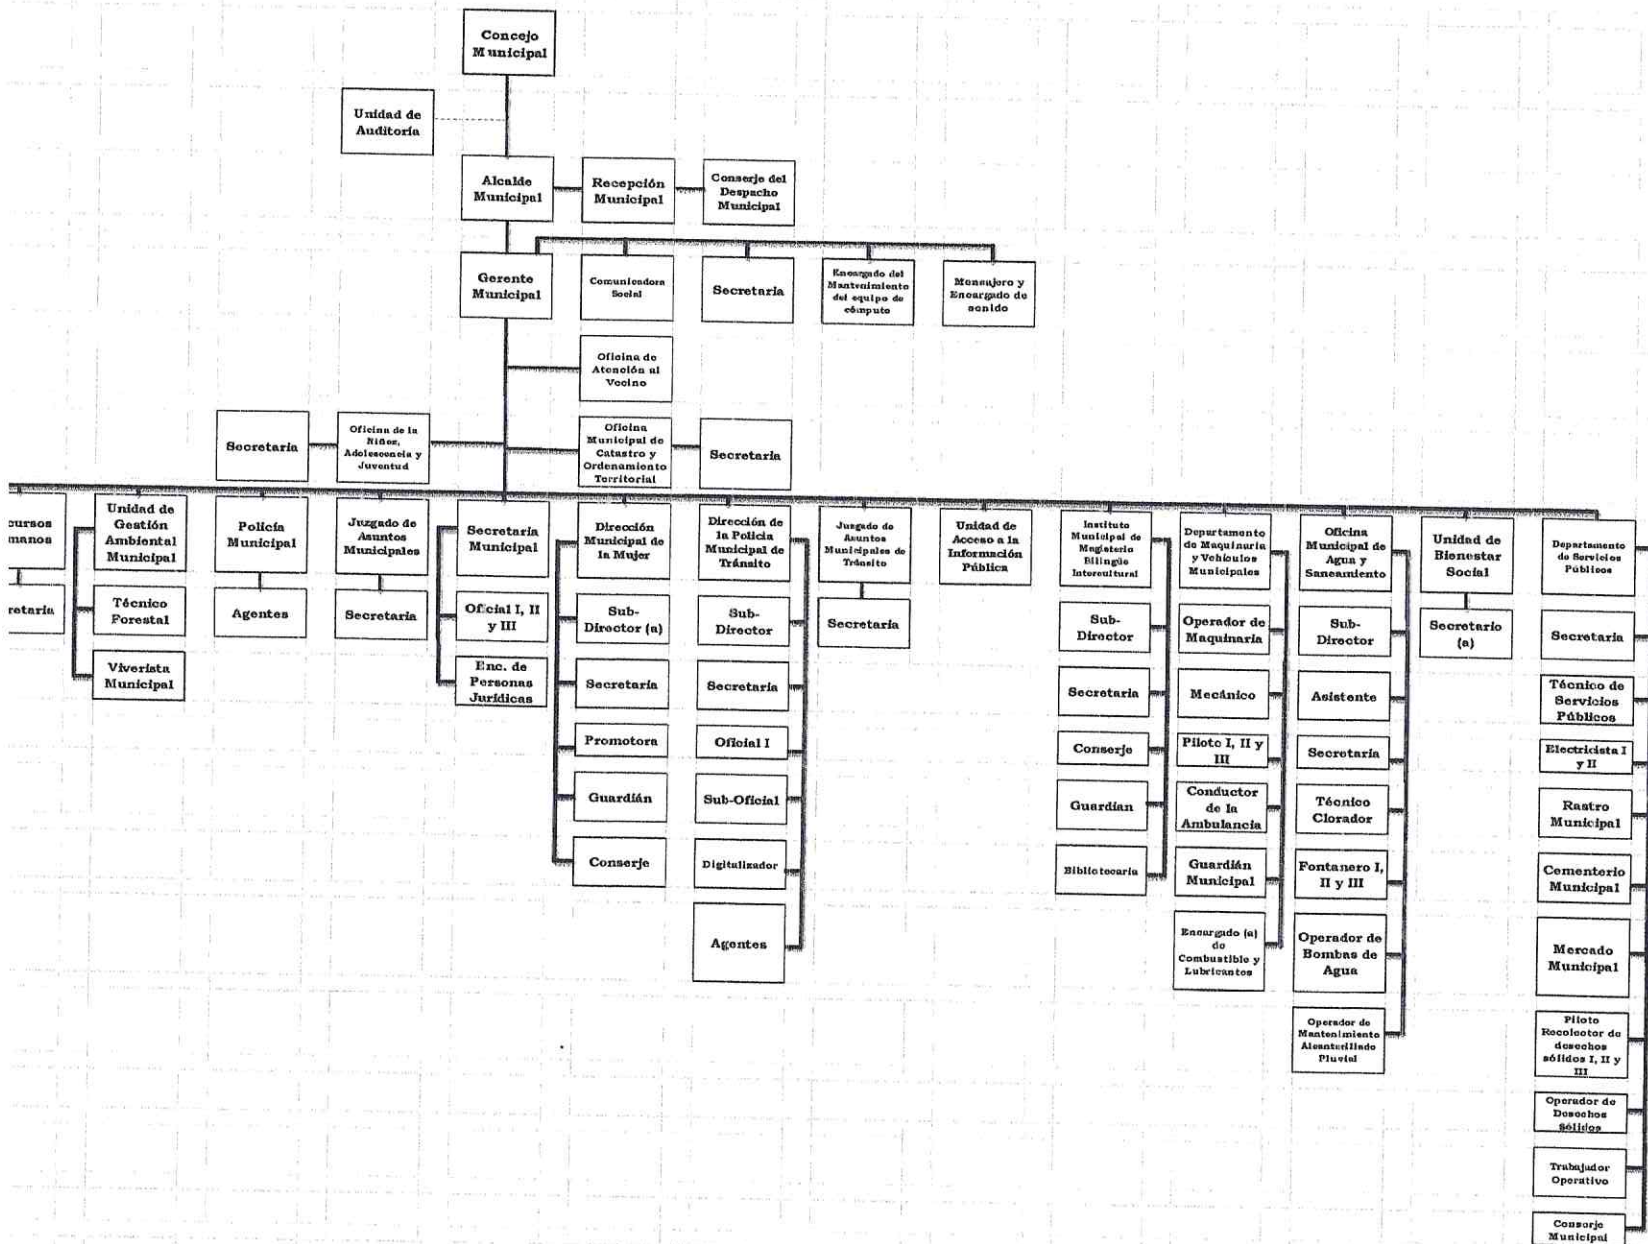 Concejo
Municipal
Unidad de
Auditoría
Alcalde
Municipal
Recepción
Municipal
Conserje del
Despacho
Municipal
Gerente
Municipal
Comunicadora
Social
Secretaria
Encargado del
Mantenimiento
del equipo de
cómputo
Mensajero y
Encargado de
sonido
Oficina de
Atención al
Vecino
Secretaria
Oficina de la
Niñez,
Adolescencia y
Juventud
Oficina
Municipal de
Catastro y
Ordenamiento
Territorial
Secretaria
cursos
manos
retaria
Unidad de
Gestión
Ambiental
Municipal
Técnico
Forestal
Viverista
Municipal
Policía
Municipal
Agentes
Juzgado de
Asuntos
Municipales
Secretaria
Secretaria
Municipal
Oficial I, II
y III
Enc. de
Personas
Jurídicas
Dirección
Municipal de
la Mujer
Sub-
Director (a)
Secretaria
Promotora
Guardián
Conserje
Dirección de
la Policía
Municipal de
Tránsito
Sub-
Director
Secretaria
Oficial I
Sub-Oficial
Digitalizador
Agentes
Juzgado de
Asuntos
Municipales de
Tránsito
Secretaria
Unidad de
Acceso a la
Información
Pública
Instituto
Municipal de
Magisterio
Bilingüe
Intercultural
Sub-
Director
Secretaria
Conserje
Guardian
Bibliotecaria
Departamento
de Maquinaria
y Vehículos
Municipales
Operador de
Maquinaria
Mecánico
Piloto I, II y
III
Conductor
de la
Ambulancia
Guardián
Municipal
Encargado (a)
de
Combustible y
Lubricantes
Oficina
Municipal de
Agua y
Saneamiento
Sub-
Director
Asistente
Secretaria
Técnico
Clorador
Fontanero I,
II y III
Operador de
Bombas de
Agua
Operador de
Mantenimiento
Alcantarillado
Pluvial
Unidad de
Bienestar
Social
Secretario
(a)
Departamento
de Servicios
Públicos
Secretaria
Técnico de
Servicios
Públicos
Electricista I
y II
Rastro
Municipal
Cementerio
Municipal
Mercado
Municipal
Piloto
Recolector de
desechos
sólidos I, II y
III
Operador de
Desechos
Sólidos
Trabajador
Operativo
Conserje
Municipal